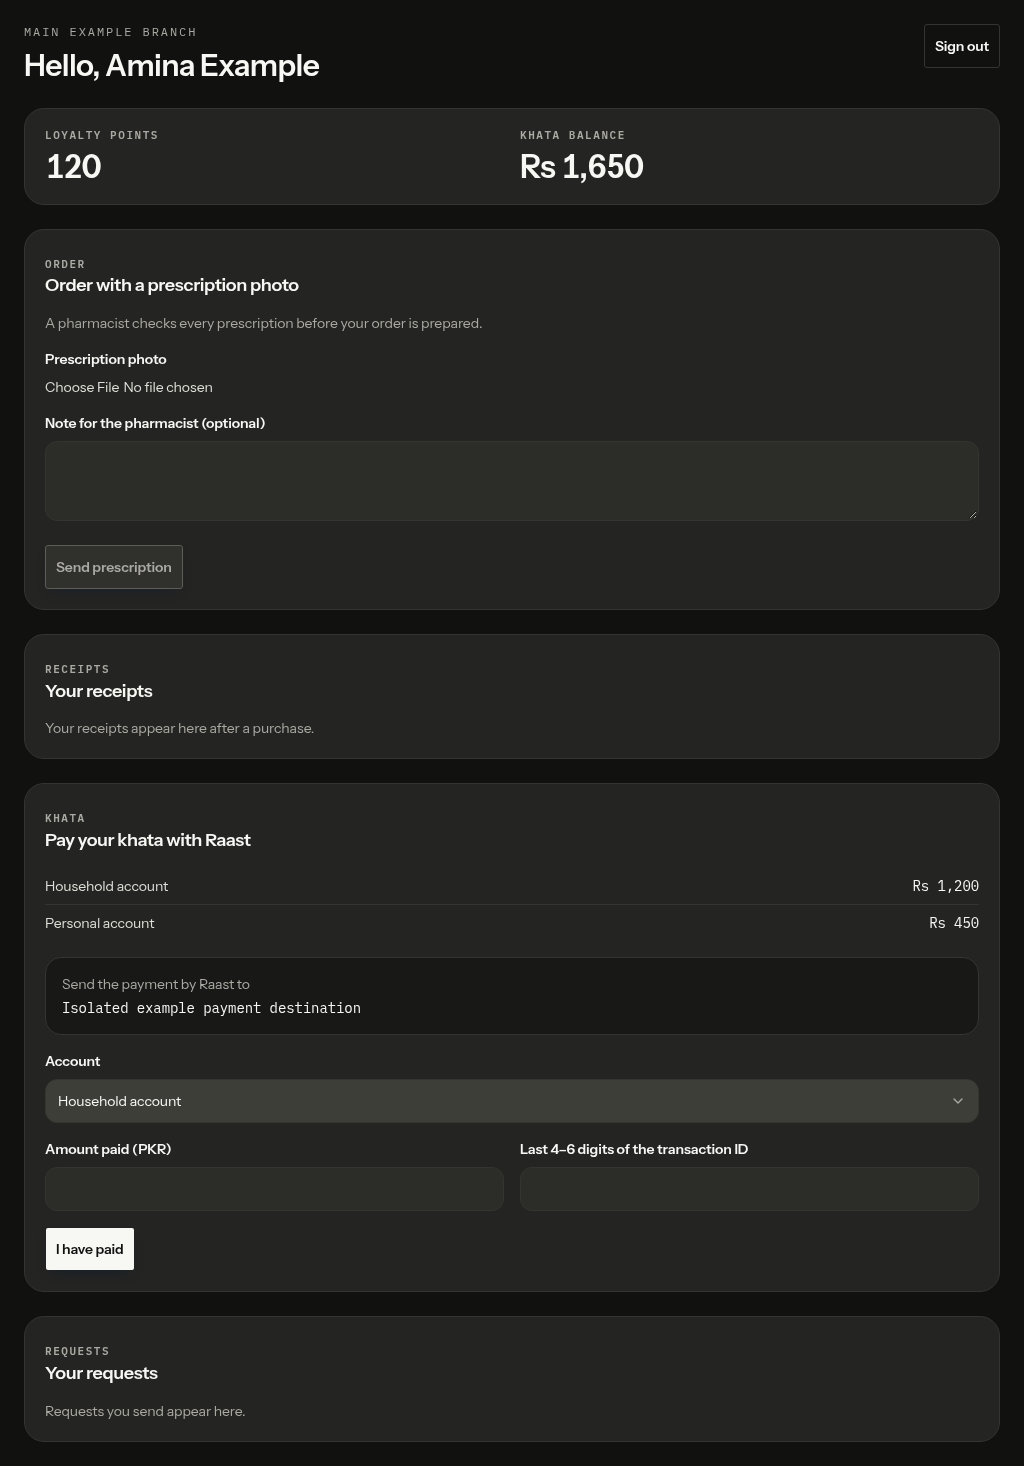 MAIN EXAMPLE BRANCH
Hello, Amina Example
Sign out
LOYALTY POINTS
120
KHATA BALANCE
Rs 1,650
ORDER
Order with a prescription photo
A pharmacist checks every prescription before your order is prepared.
Prescription photo
Choose File No file chosen
Note for the pharmacist (optional)
Send prescription
RECEIPTS
Your receipts
Your receipts appear here after a purchase.
KHATA
Pay your khata with Raast
Household account Rs 1,200
Personal account Rs 450
Send the payment by Raast to
Isolated example payment destination
Account
Household account
Amount paid (PKR)
Last 4–6 digits of the transaction ID
I have paid
REQUESTS
Your requests
Requests you send appear here.